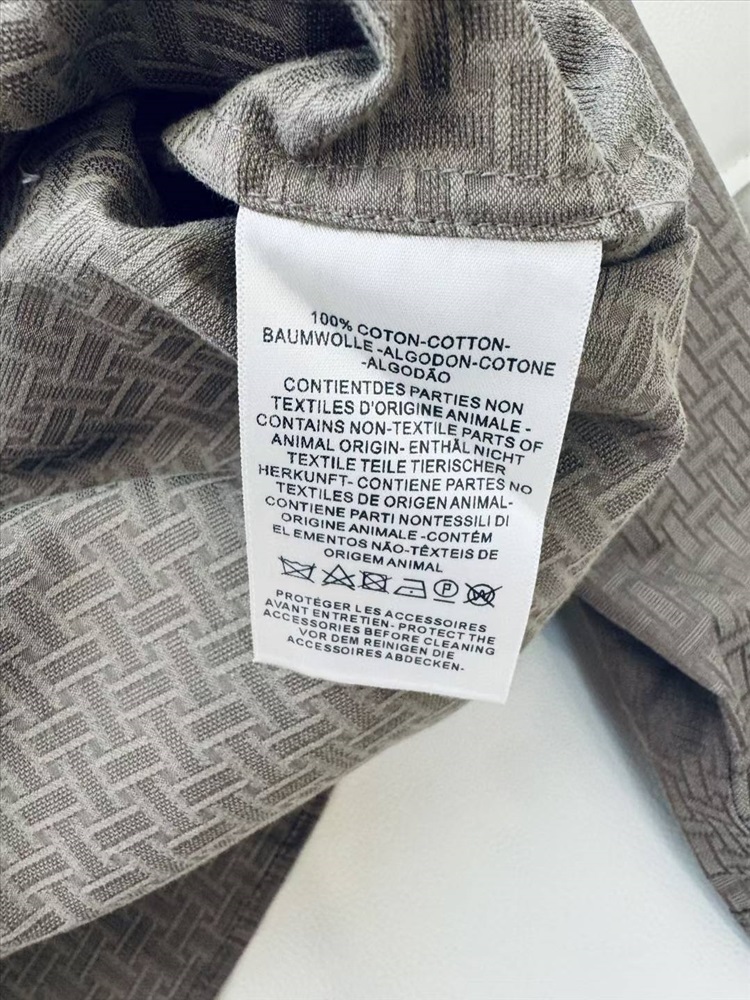 100% COTON-COTTON-
BAUMWOLLE-ALGODON-COTONE
-ALGODÃO
CONTIENTDES PARTIES NON
TEXTILES D'ORIGINE ANIMALE -
CONTAINS NON-TEXTILE PARTS OF
ANIMAL ORIGIN- ENTHÄL NICHT
TEXTILE TEILE TIERISCHER
HERKUNFT- CONTIENE PARTES NO
TEXTILES DE ORIGEN ANIMAL-
CONTIENE PARTI NONTESSILI DI
ORIGINE ANIMALE -CONTÉM
EL EMENTOS NÃO-TÊXTEIS DE
ORIGEM ANIMAL
P W
PROTÉGER LES ACCESSOIRES
AVANT ENTRETIEN- PROTECT THE
ACCESSORIES BEFORE CLEANING
VOR DEM REINIGEN DIE
ACCESSOIRES ABDECKEN-